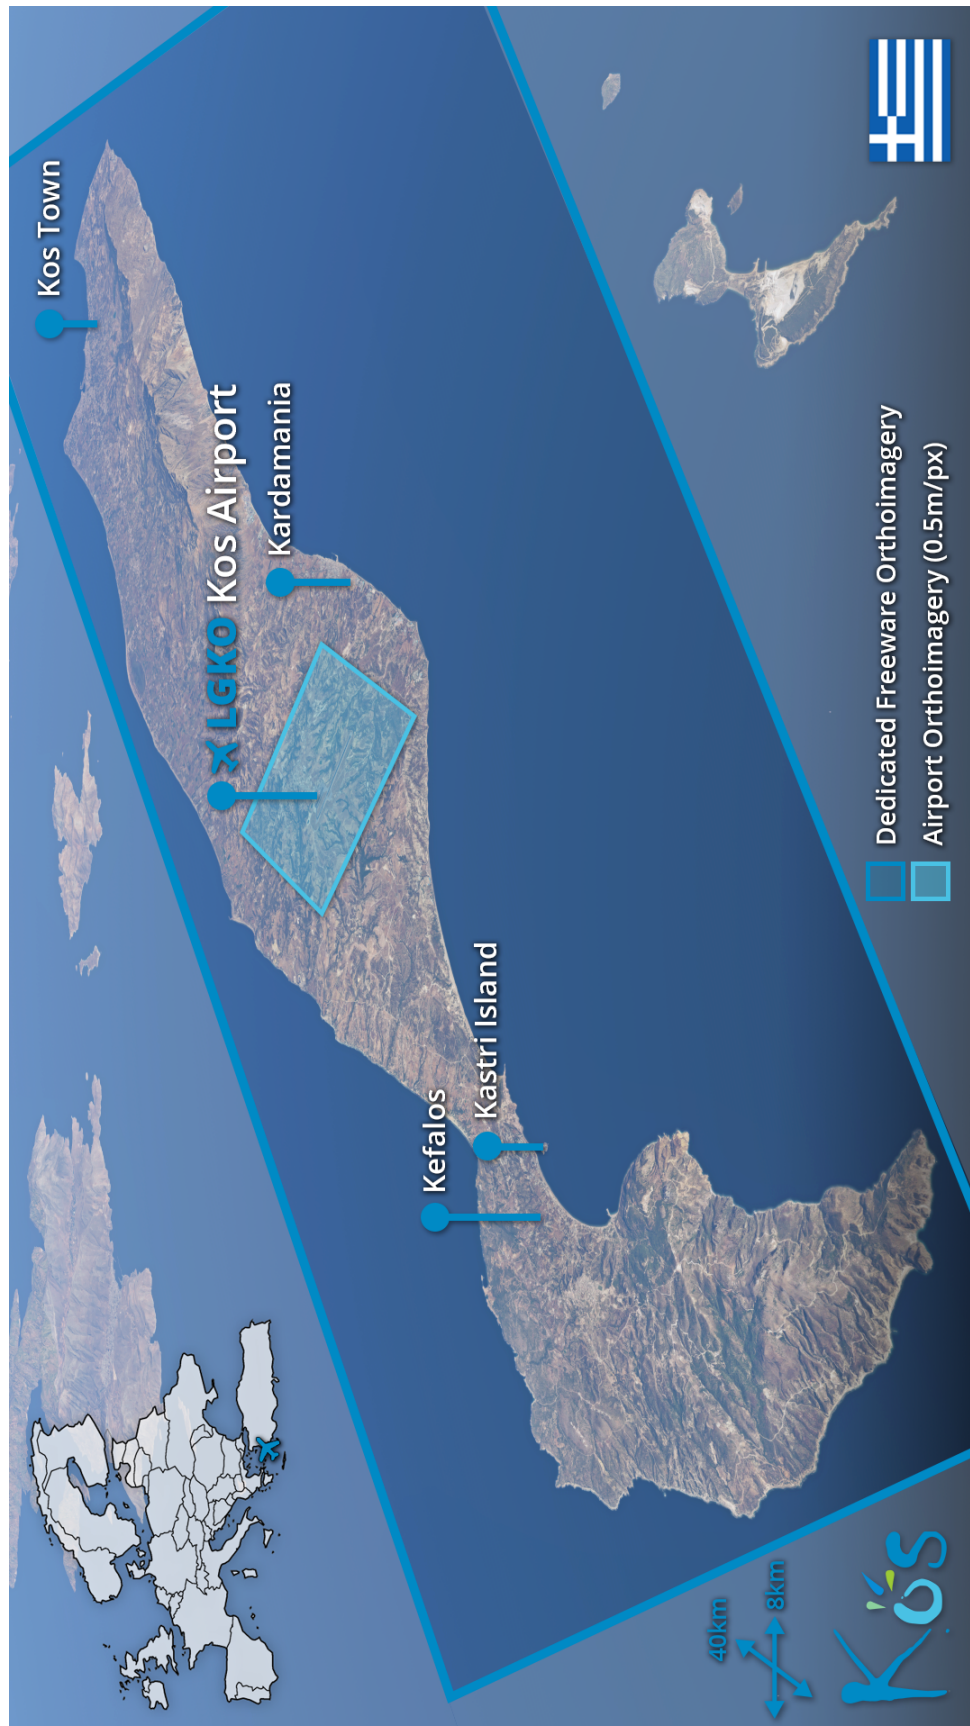 Kos Town
LGKO Kos Airport
Kardamania
Kastri Island
Kefalos
Dedicated Freeware Orthoimagery
Airport Orthoimagery (0.5m/px)
40km
8km
Kos